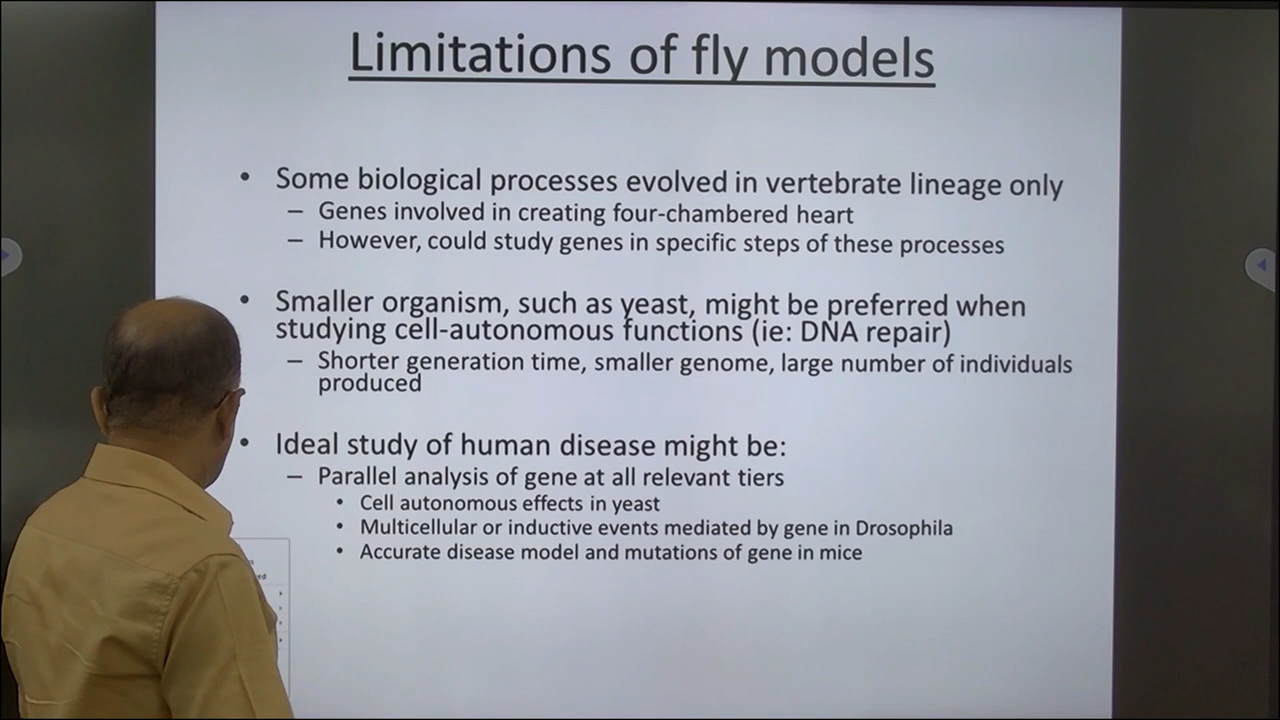 Limitations of fly models
• Some biological processes evolved in vertebrate lineage only
– Genes involved in creating four-chambered heart
– However, could study genes in specific steps of these processes
• Smaller organism, such as yeast, might be preferred when
studying cell-autonomous functions (ie: DNA repair)
– Shorter generation time, smaller genome, large number of individuals
produced
• Ideal study of human disease might be:
– Parallel analysis of gene at all relevant tiers
• Cell autonomous effects in yeast
• Multicellular or inductive events mediated by gene in Drosophila
• Accurate disease model and mutations of gene in mice